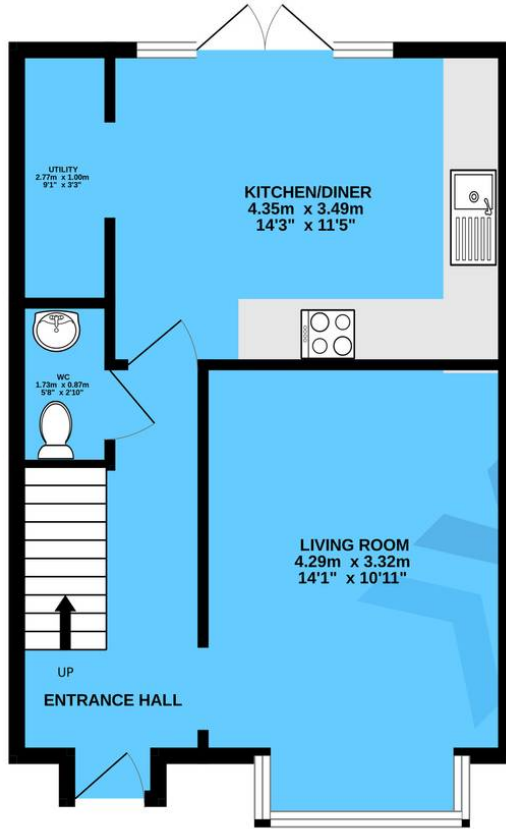 UTILITY
2.77m x 1.00m
9'1" x 3'3"
KITCHEN/DINER
4.35m x 3.49m
14'3" x 11'5"
WC
1.73m x 0.87m
5'8" x 2'10"
LIVING ROOM
4.29m x 3.32m
14'1" x 10'11"
UP
ENTRANCE HALL